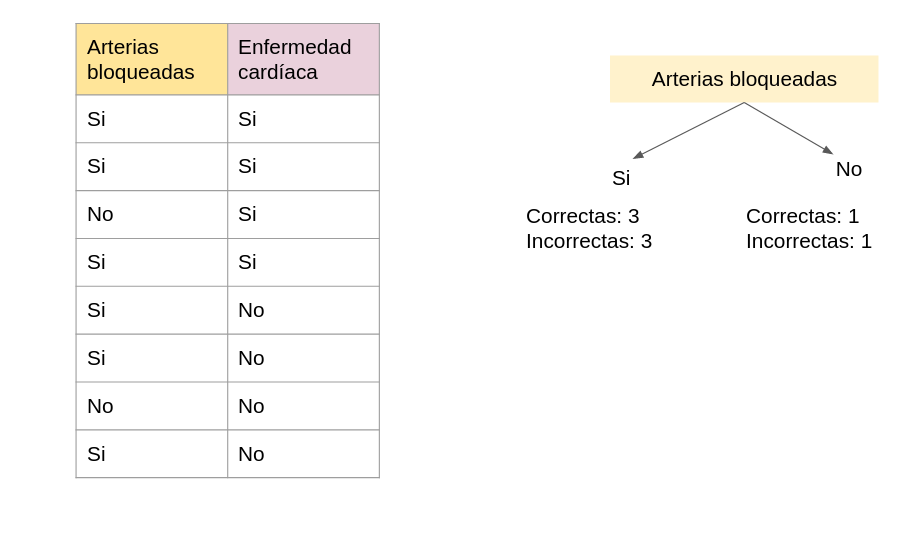 Arterias
bloqueadas
Enfermedad
cardíaca
Si
Si
Si
Si
No
Si
Si
Si
Si
No
Si
No
No
No
Si
No
Arterias bloqueadas
Si
No
Correctas: 3
Incorrectas: 3
Correctas: 1
Incorrectas: 1